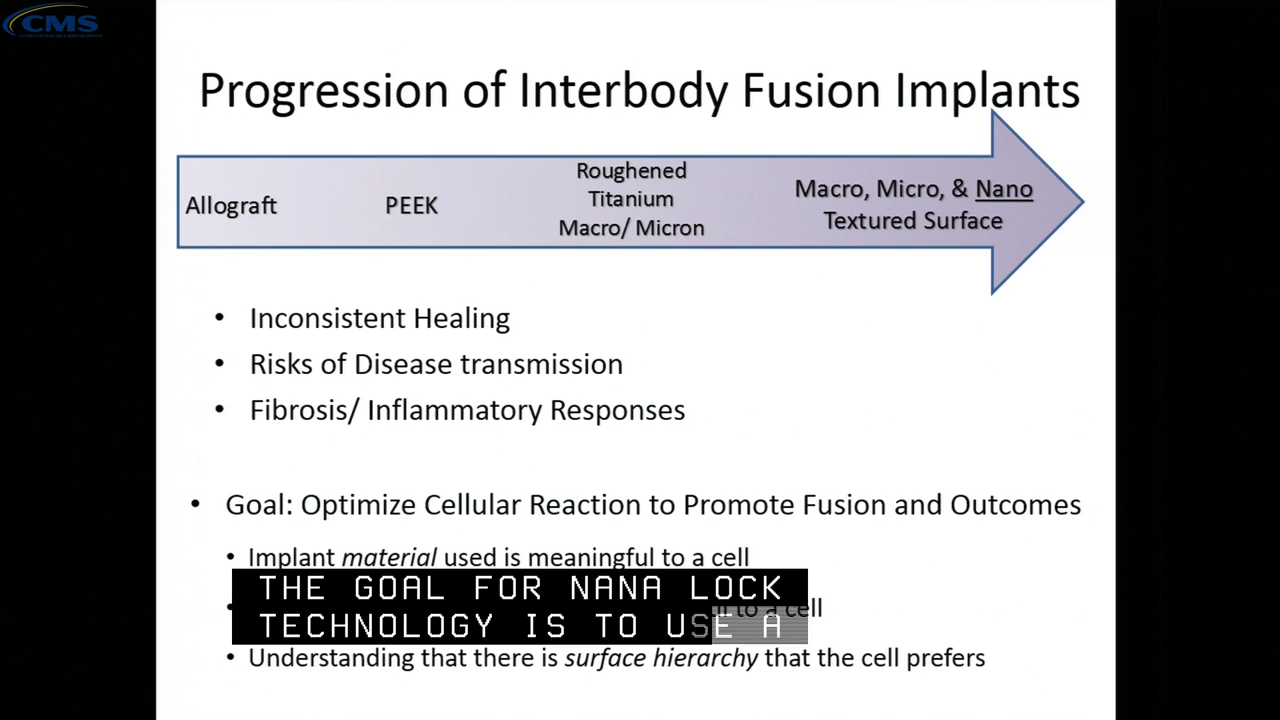 CMS
Progression of Interbody Fusion Implants
Allograft
PEEK
Roughened
Titanium
Macro/ Micron
Macro, Micro, & Nano
Textured Surface
• Inconsistent Healing
• Risks of Disease transmission
• Fibrosis/ Inflammatory Responses
• Goal: Optimize Cellular Reaction to Promote Fusion and Outcomes
• Implant material used is meaningful to a cell
to a cell
THE GOAL FOR NANA LOCK
TECHNOLOGY IS TO USE A
• Understanding that there is surface hierarchy that the cell prefers